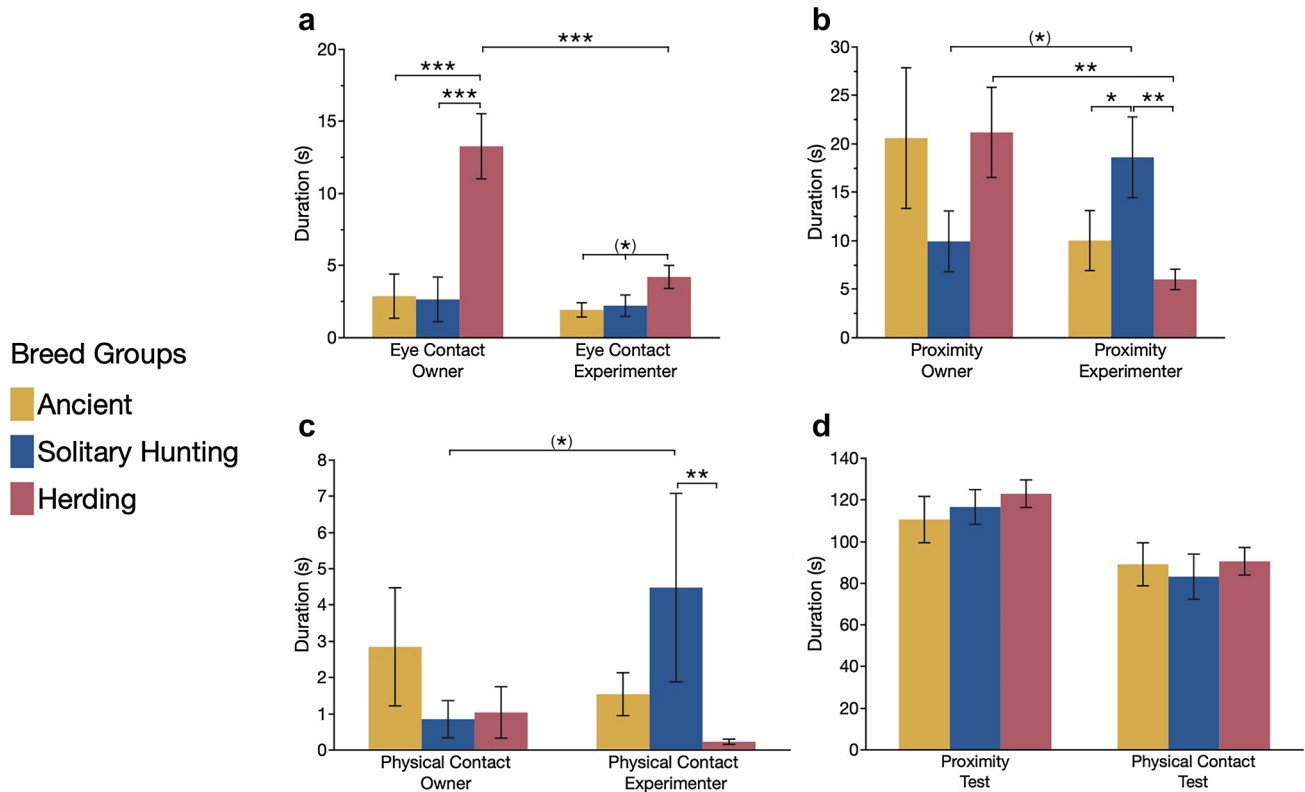 a
20
15
10
5
0
Duration (s)
***
***
***
(*)
Eye Contact
Owner
Eye Contact
Experimenter
b
30
25
20
15
10
5
0
Duration (s)
(*)
**
*
**
Proximity
Owner
Proximity
Experimenter
Breed Groups
Ancient
Solitary Hunting
Herding
c
8
7
6
5
4
3
2
1
0
Duration (s)
(*)
**
Physical Contact
Owner
Physical Contact
Experimenter
d
140
120
100
80
60
40
20
0
Duration (s)
Proximity
Test
Physical Contact
Test